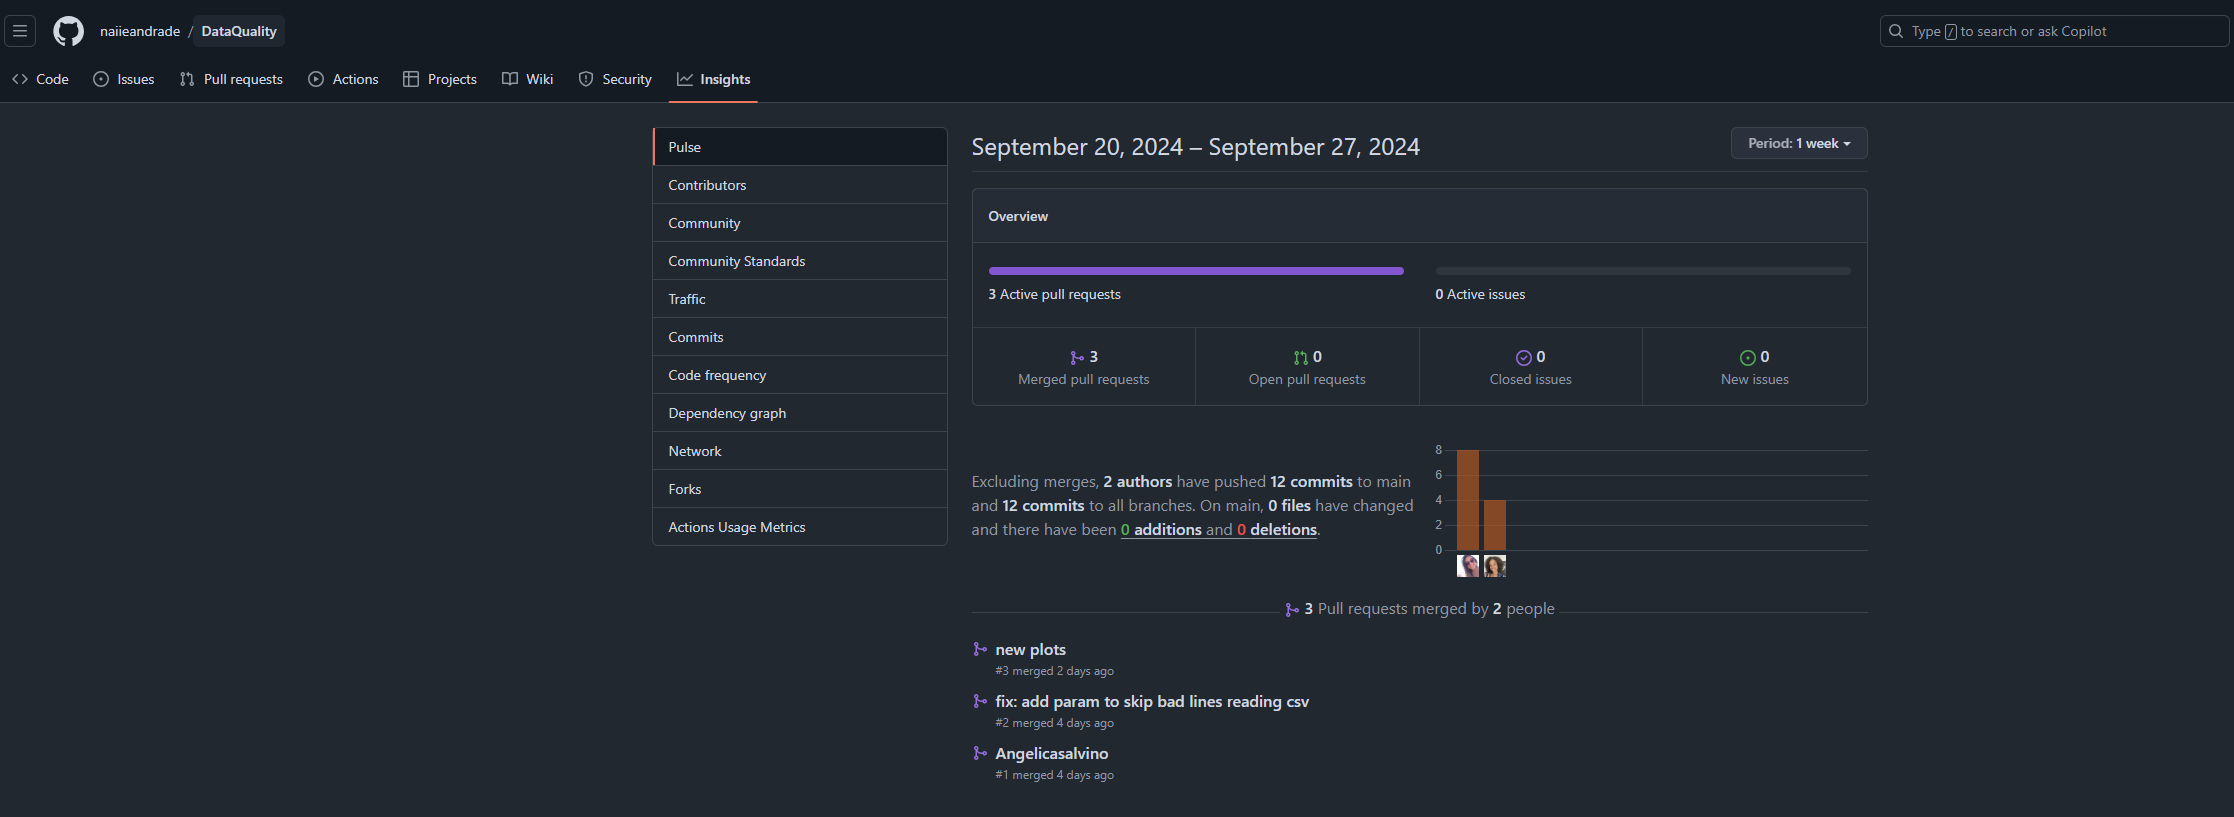 naiieandrade / DataQuality
Type / to search or ask Copilot
Code Issues Pull requests Actions Projects Wiki Security Insights
Pulse
Contributors
Community
Community Standards
Traffic
Commits
Code frequency
Dependency graph
Network
Forks
Actions Usage Metrics
September 20, 2024 – September 27, 2024
Period: 1 week
Overview
3 Active pull requests
0 Active issues
3
Merged pull requests
0
Open pull requests
0
Closed issues
0
New issues
Excluding merges, 2 authors have pushed 12 commits to main
and 12 commits to all branches. On main, 0 files have changed
and there have been 0 additions and 0 deletions.
8
6
4
2
0
3 Pull requests merged by 2 people
new plots
#3 merged 2 days ago
fix: add param to skip bad lines reading csv
#2 merged 4 days ago
Angelicasalvino
#1 merged 4 days ago